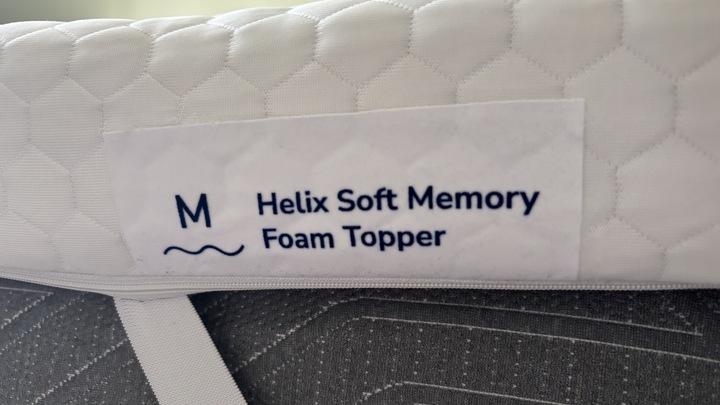 M
Helix Soft Memory
Foam Topper